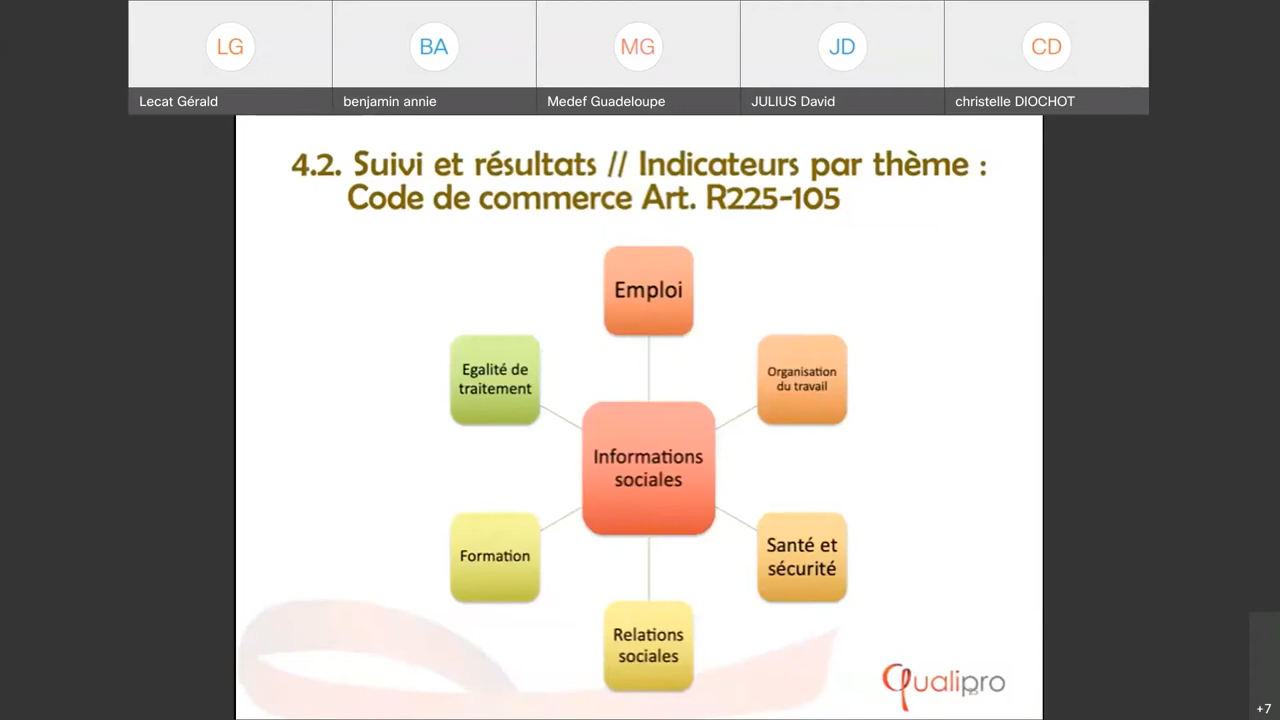 LG
BA
MG
JD
CD
Lecat Gérald
benjamin annie
Medef Guadeloupe
JULIUS David
christelle DIOCHOT
4.2. Suivi et résultats // Indicateurs par thème :
Code de commerce Art. R225-105
Emploi
Egalité de
traitement
Organisation
du travail
Informations
sociales
Formation
Santé et
sécurité
Relations
sociales
Qualipro
+7